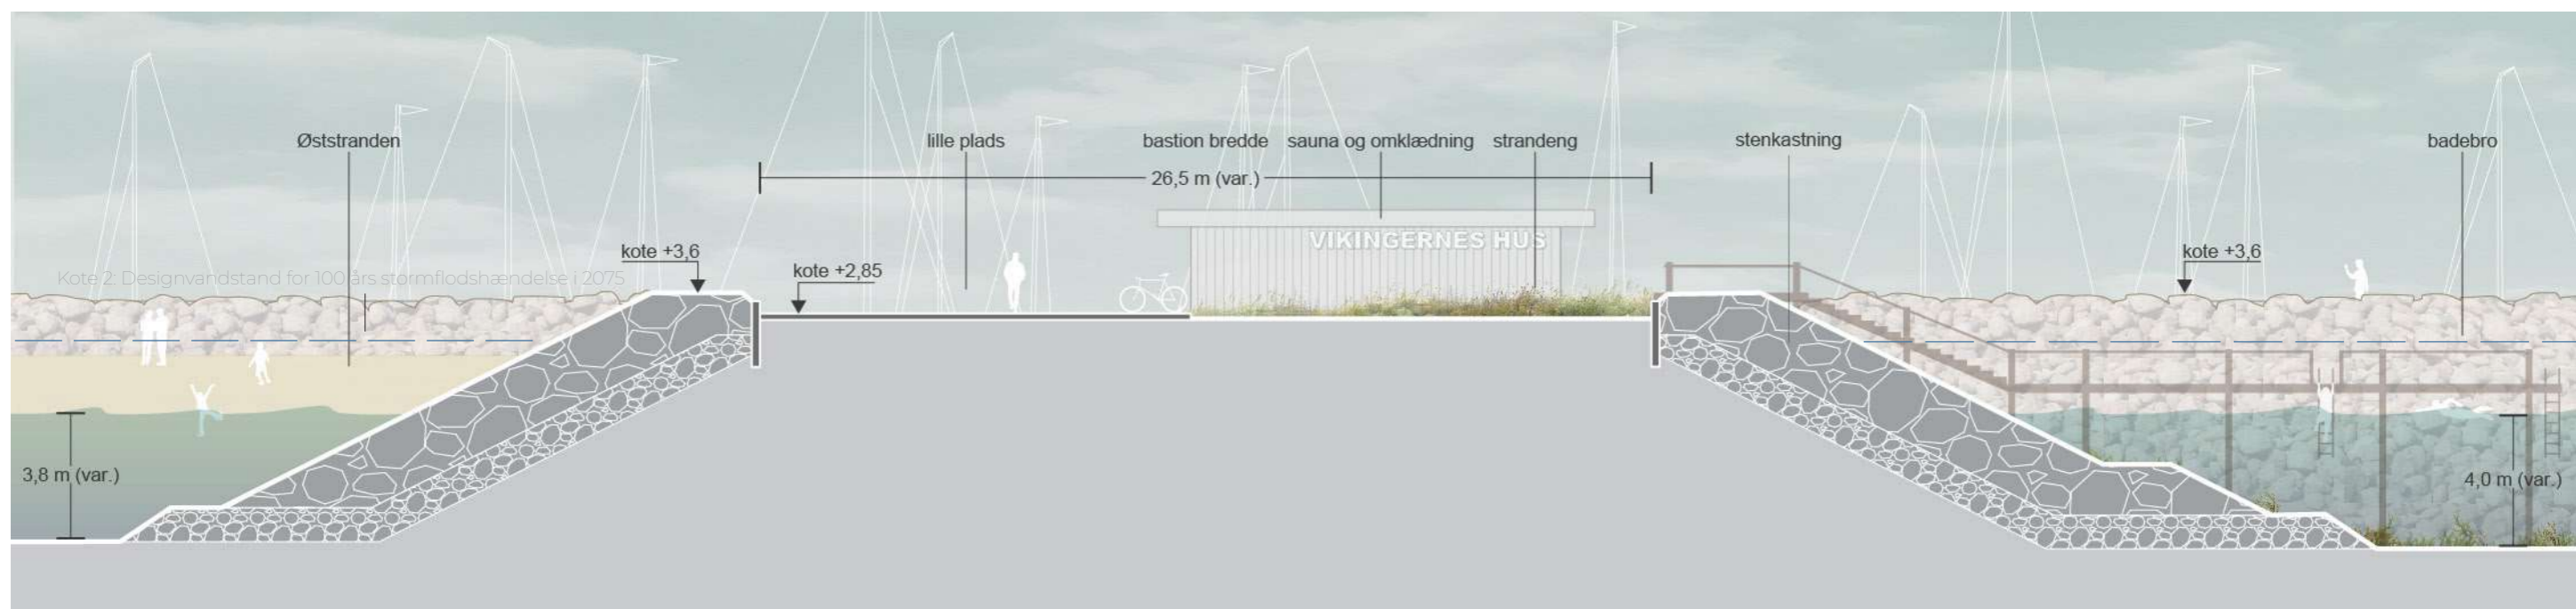 Øststranden
lille plads
bastion bredde
sauna og omklædning
strandeng
stenkastning
badebro
26,5 m (var.)
VIKINGERNES HUS
kote +3,6
kote +3,6
kote +2,85
Kote 2: Designvandstand for 100 års stormflodshændelse i 2075
3,8 m (var.)
4,0 m (var.)